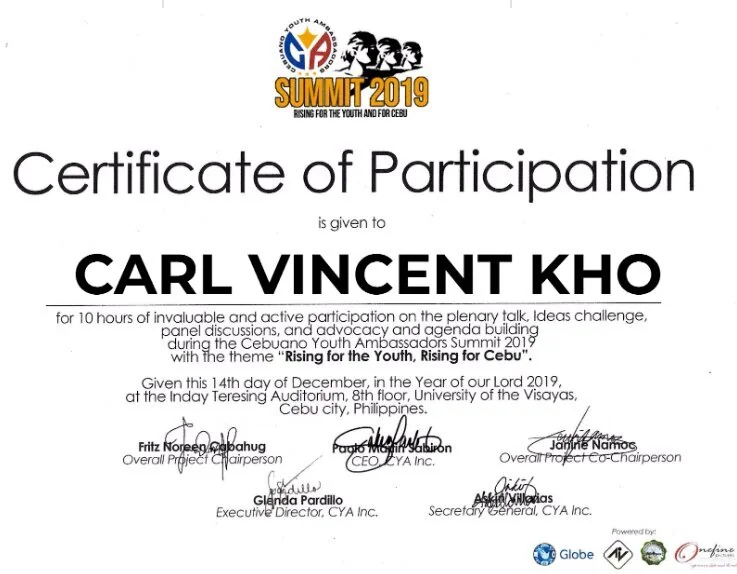 CEBUANO YOUTH AMBASSADORS
CYA
SUMMIT 2019
RISING FOR THE YOUTH AND FOR CEBU
Certificate of Participation
is given to
CARL VINCENT KHO
for 10 hours of invaluable and active participation on the plenary talk, Ideas challenge,
panel discussions, and advocacy and agenda building
during the Cebuano Youth Ambassadors Summit 2019
with the theme “Rising for the Youth, Rising for Cebu”.
Given this 14th day of December, in the Year of our Lord 2019,
at the Inday Teresing Auditorium, 8th floor, University of the Visayas,
Cebu city, Philippines.
Fritz Noreen Cabahug
Overall Project Chairperson
Paolo Sabiron
CEO, CYA Inc.
Janine Namoc
Overall Project Co-Chairperson
Glenda Pardillo
Executive Director, CYA Inc.
Askin Villarias
Secretary General, CYA Inc.
Powered by:
Globe
Onefine